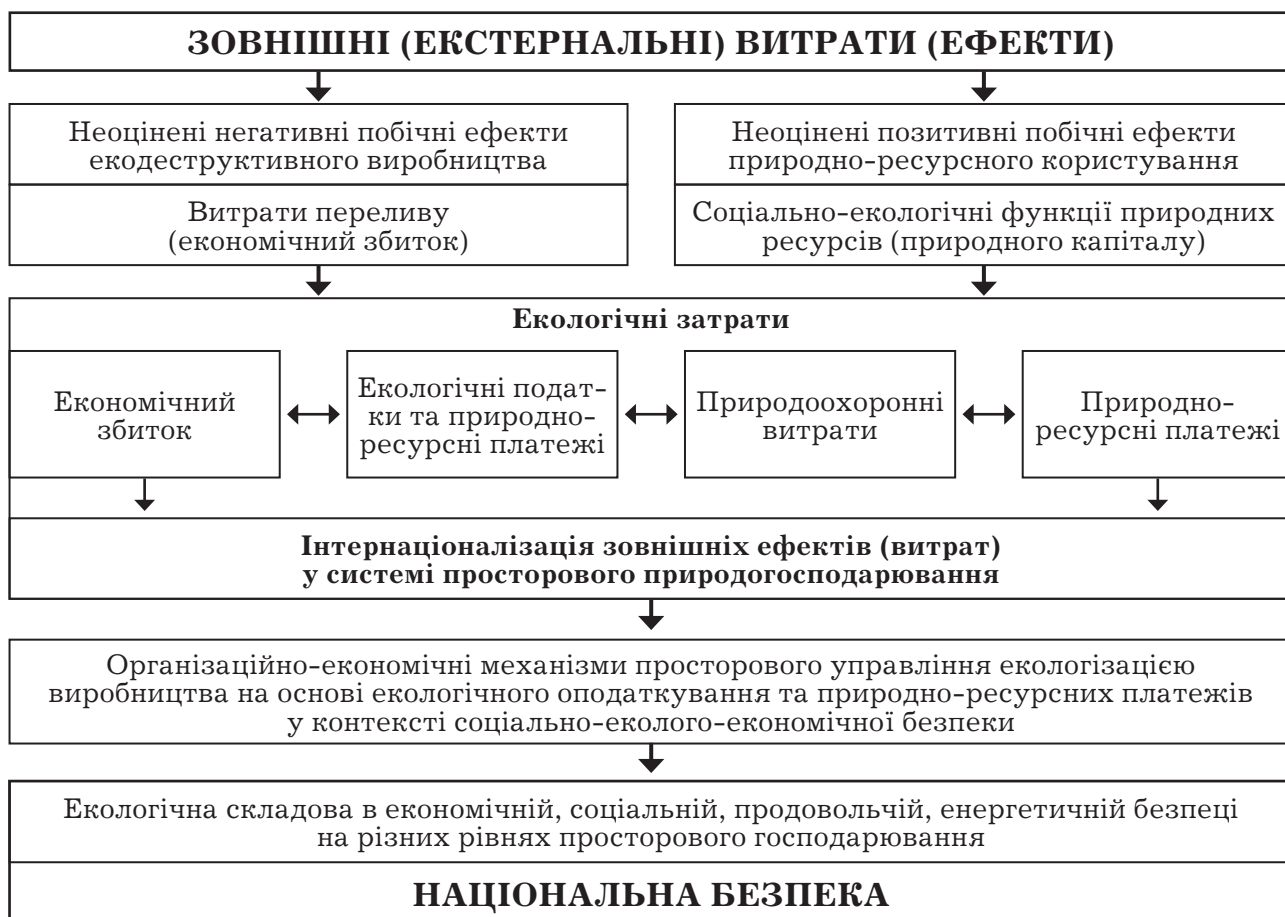 ЗОВНІШНІ (ЕКСТЕРНАЛЬНІ) ВИТРАТИ (ЕФЕКТИ)
Неоцінені негативні побічні ефекти
екодеструктивного виробництва
Витрати переливу
(економічний збиток)
Неоцінені позитивні побічні ефекти
природно-ресурсного користування
Соціально-екологічні функції природних
ресурсів (природного капіталу)
Екологічні затрати
Економічний
збиток
Екологічні подат-
ки та природно-
ресурсні платежі
Природоохоронні
витрати
Природно-
ресурсні платежі
Інтернаціоналізація зовнішніх ефектів (витрат)
у системі просторового природогосподарювання
Організаційно-економічні механізми просторового управління екологізацією
виробництва на основі екологічного оподаткування та природно-ресурсних платежів
у контексті соціально-еколого-економічної безпеки
Екологічна складова в економічній, соціальній, продовольчій, енергетичній безпеці
на різних рівнях просторового господарювання
НАЦІОНАЛЬНА БЕЗПЕКА